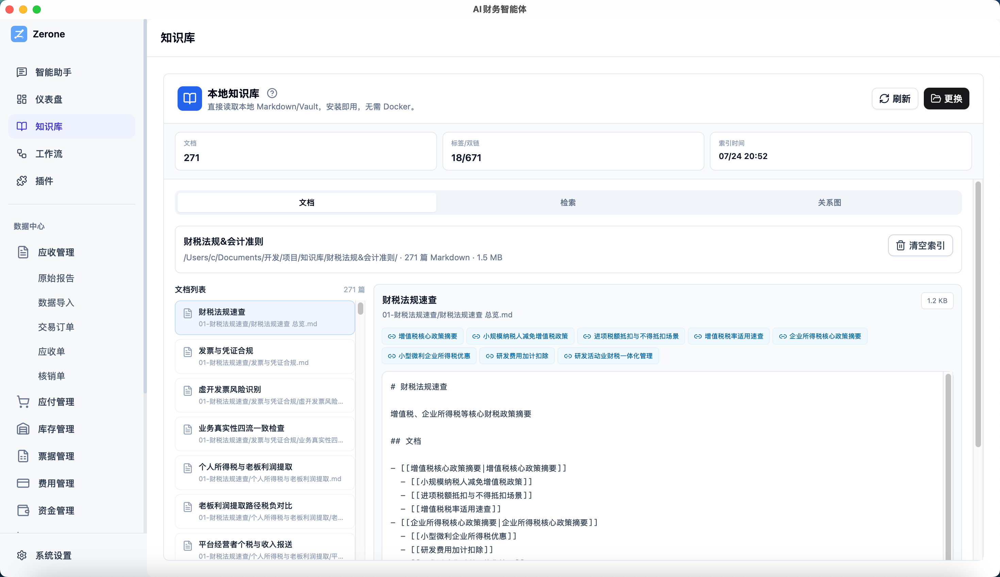 AI财务智能体
Zerone
智能助手
仪表盘
知识库
工作流
插件
数据中心
应收管理
原始报告
数据导入
交易订单
应收单
核销单
应付管理
库存管理
票据管理
费用管理
资金管理
系统设置
知识库
本地知识库
直接读取本地 Markdown/Vault，安装即用，无需 Docker。
刷新
更换
文档
271
标签/双链
18/671
索引时间
07/24 20:52
文档
检索
关系图
财税法规&会计准则
/Users/c/Documents/开发/项目/知识库/财税法规&会计准则/ · 271 篇 Markdown · 1.5 MB
清空索引
文档列表
271 篇
财税法规速查
01-财税法规速查/财税法规速查 总览.md
发票与凭证合规
01-财税法规速查/发票与凭证合规.md
虚开发票风险识别
01-财税法规速查/发票与凭证合规/虚开发票风险...
业务真实性四流一致检查
01-财税法规速查/发票与凭证合规/业务真实性四...
个人所得税与老板利润提取
01-财税法规速查/个人所得税与老板利润提取.md
老板利润提取路径税负对比
01-财税法规速查/个人所得税与老板利润提取/老...
平台经营者个税与收入报送
01-财税法规速查/个人所得税与老板利润提取/平...
财税法规速查
1.2 KB
01-财税法规速查/财税法规速查 总览.md
增值税核心政策摘要
小规模纳税人减免增值税政策
进项税额抵扣与不得抵扣场景
增值税税率适用速查
企业所得税核心政策摘要
小型微利企业所得税优惠
研发费用加计扣除
研发活动业财税一体化管理
# 财税法规速查
增值税、企业所得税等核心财税政策摘要
## 文档
- [[增值税核心政策摘要|增值税核心政策摘要]]
- [[小规模纳税人减免增值税政策]]
- [[进项税额抵扣与不得抵扣场景]]
- [[增值税税率适用速查]]
- [[企业所得税核心政策摘要|企业所得税核心政策摘要]]
- [[小型微利企业所得税优惠]]
- [[研发费用加计扣除]]